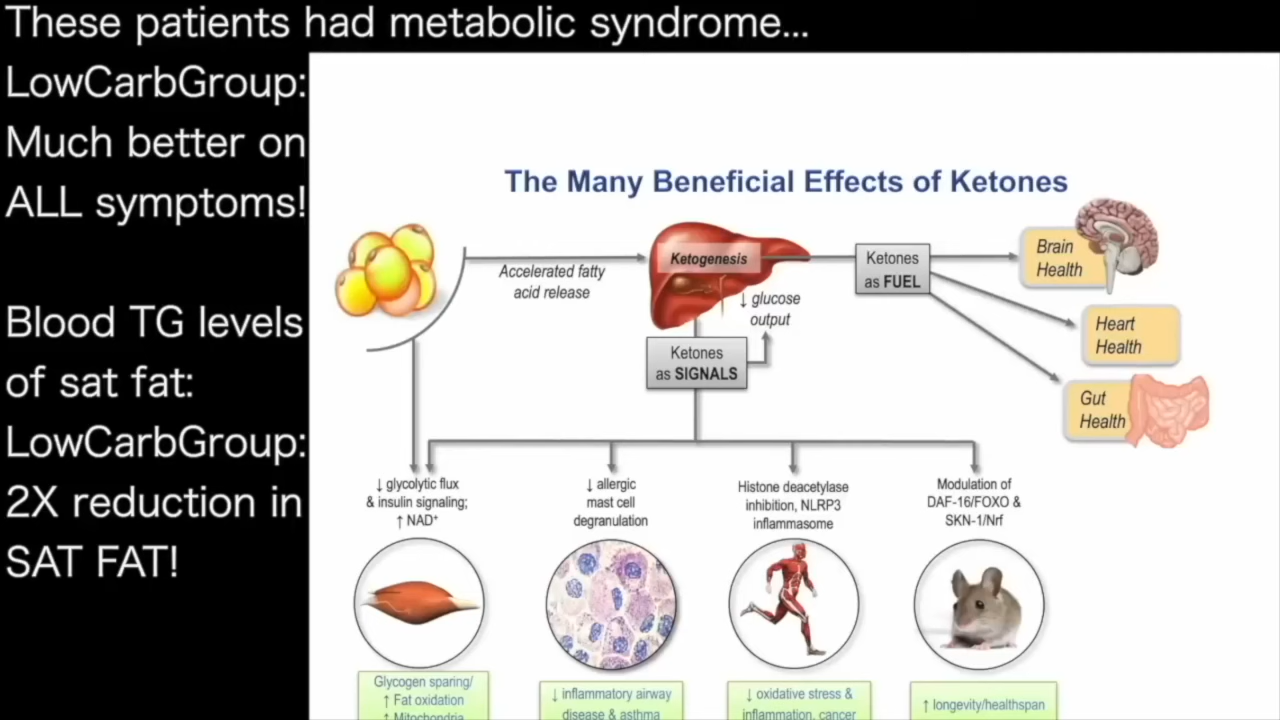 These patients had metabolic syndrome...
LowCarbGroup:
Much better on
ALL symptoms!
Blood TG levels
of sat fat:
LowCarbGroup:
2X reduction in
SAT FAT!
The Many Beneficial Effects of Ketones
Accelerated fatty
acid release
Ketogenesis
↓ glucose
output
Ketones
as FUEL
Brain
Health
Heart
Health
Gut
Health
Ketones
as SIGNALS
↓ glycolytic flux
& insulin signaling;
↑ NAD⁺
↓ allergic
mast cell
degranulation
Histone deacetylase
inhibition, NLRP3
inflammasome
Modulation of
DAF-16/FOXO &
SKN-1/Nrf
Glycogen sparing/
↑ Fat oxidation
↑ Mitochondria
↓ inflammatory airway
disease & asthma
↓ oxidative stress &
inflammation, cancer
↑ longevity/healthspan